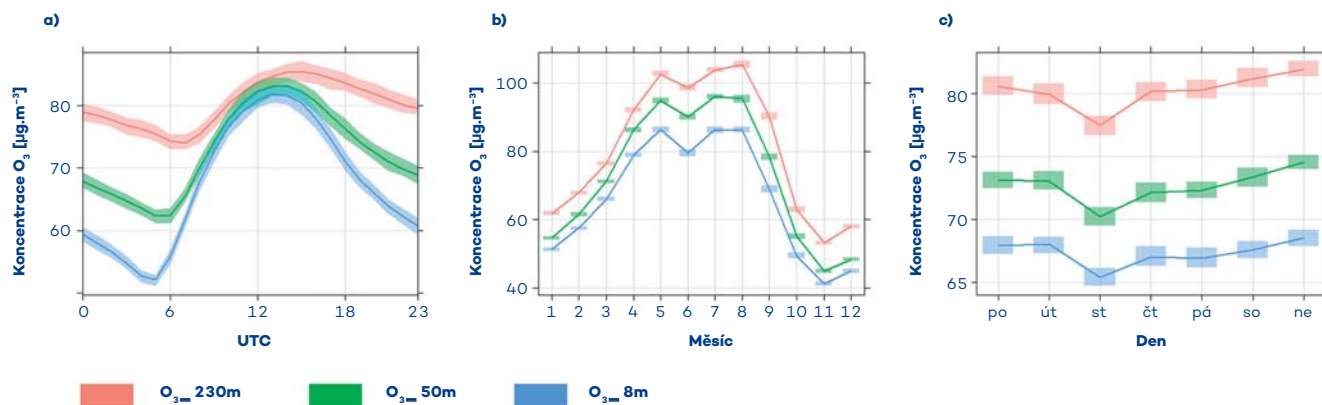 a)
Koncentrace O₃ [µg.m⁻³]
80
70
60
0 6 12 18 23
UTC
b)
Koncentrace O₃ [µg.m⁻³]
100
80
60
40
1 2 3 4 5 6 7 8 9 10 11 12
Měsíc
c)
Koncentrace O₃ [µg.m⁻³]
80
75
70
65
po út st čt pá so ne
Den
O₃_ 230m O₃_ 50m O₃_ 8m